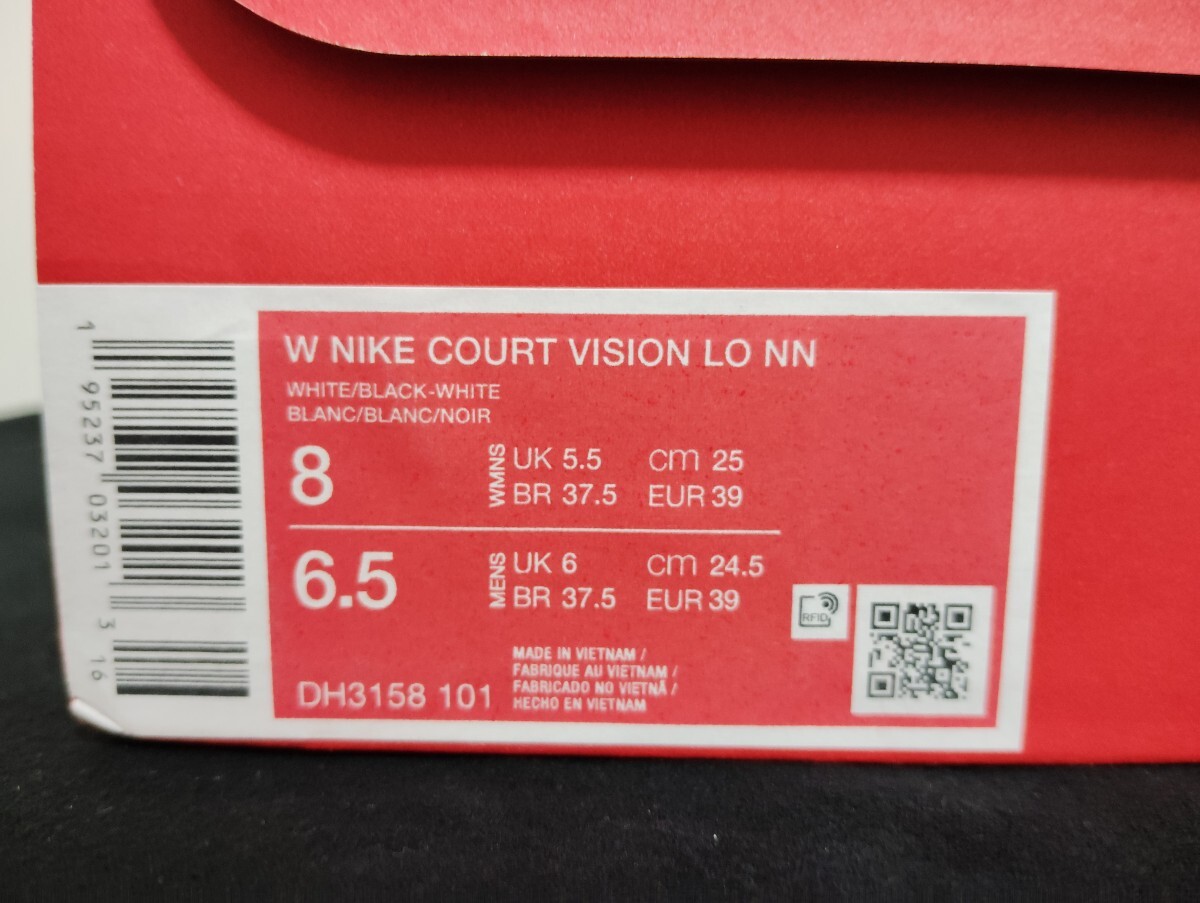 W NIKE COURT VISION LO NN
WHITE/BLACK-WHITE
BLANC/BLANC/NOIR
8
WMNS
UK 5.5 cm 25
BR 37.5 EUR 39
6.5
MENS
UK 6 cm 24.5
BR 37.5 EUR 39
RFID
MADE IN VIETNAM /
FABRIQUE AU VIETNAM /
FABRICADO NO VIETNÃ /
HECHO EN VIETNAM
DH3158 101
1 95237 03201 3 16